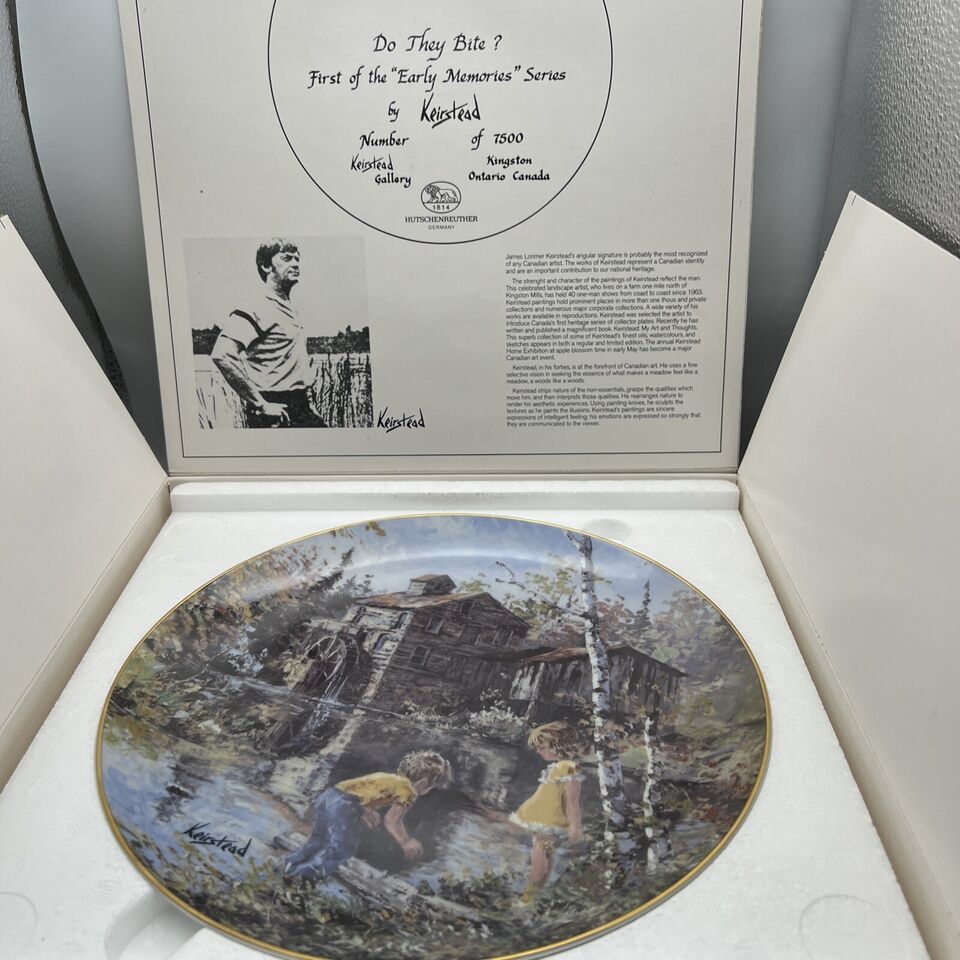 Do They Bite ?
First of the "Early Memories" Series
by Keirstead
Number of 7500
Keirstead Kingston
Gallery Ontario Canada
1814
HUTSCHENREUTHER
GERMANY
James Lorimer Keirstead's angular signature is probably the most recognized
of any Canadian artist. The works of Keirstead represent a Canadian identity
and are an important contribution to our national heritage.
The strenght and character of the paintings of Keirstead reflect the man.
This celebrated landscape artist, who lives on a farm one mile north of
Kingston Mills, has held 40 one-man shows from coast to coast since 1963.
Keirstead paintings hold prominent places in more than one thous and private
collections and numerous major corporate collections. A wide variety of his
works are available in reproductions. Keirstead was selected the artist to
introduce Canada's first heritage series of collector plates. Recently he has
written and published a magnificent book. Keirstead: My Art and Thoughts.
This superb collection of some of Keirstead's finest oils, watercolours, and
sketches appears in both a regular and limited edition. The annual Keirstead
Home Exhibition at apple blossom time in early May has become a major
Canadian art event.
Keirstead, in his forties, is at the forefront of Canadian art. He uses a fine
selective vision in seeking the essence of what makes a meadow feel like a
meadow, a woods like a woods.
Keirstead strips nature of the non-essentials, grasps the qualities which
move him, and then interprets those qualities. He rearranges nature to
render his aesthetic experiences. Using painting knives, he sculpts the
textures as he paints the illusions. Keirstead's paintings are sincere
expressions of intelligent feeling; his emotions are expressed so strongly that
they are communicated to the viewer.
Keirstead
Keirstead